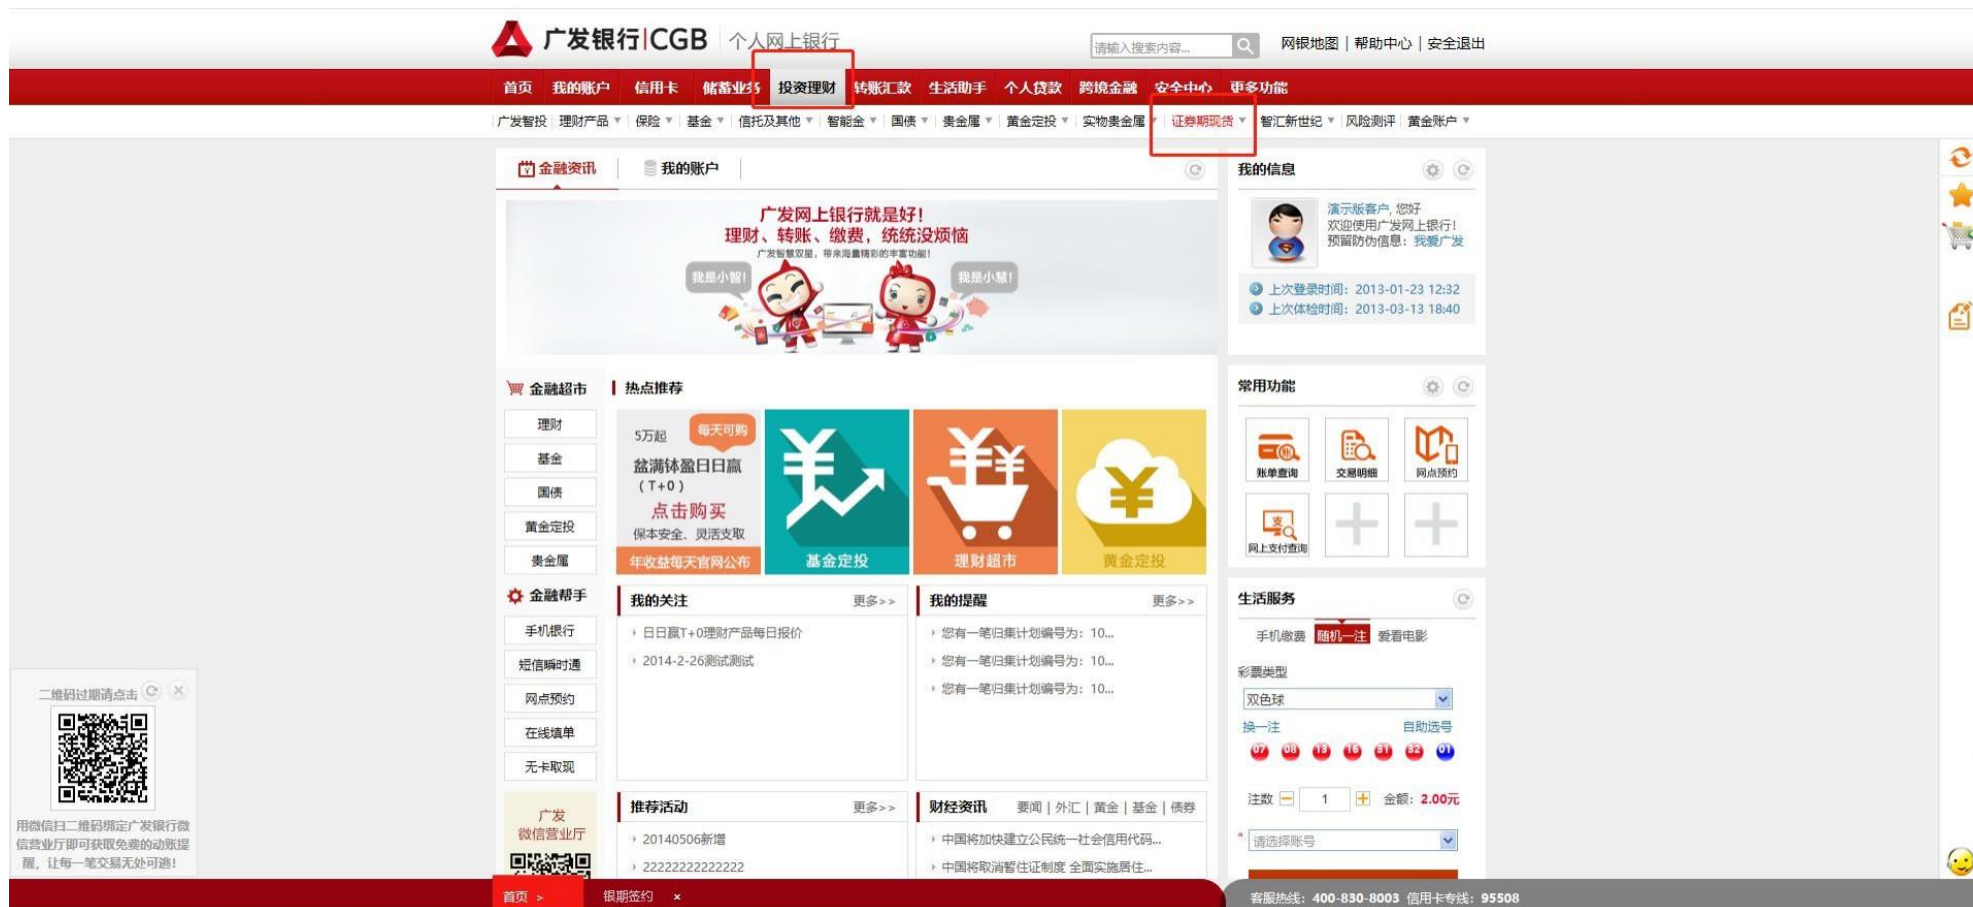 广发银行|CGB 个人网上银行
请输入搜索内容...
网银地图 | 帮助中心 | 安全退出
首页 我的账户 信用卡 储蓄业务 投资理财 转账汇款 生活助手 个人贷款 跨境金融 安全中心 更多功能
广发智投 理财产品 保险 基金 信托及其他 智能金 国债 贵金属 黄金定投 实物贵金属 证券期现货 智汇新世纪 风险测评 黄金账户
金融资讯 我的账户
广发网上银行就是好!
理财、转账、缴费，统统没烦恼
广发智慧双星，带来海量精彩的丰富功能!
我是小智!
我是小慧!
我的信息
演示版客户, 您好
欢迎使用广发网上银行!
预留防伪信息: 我爱广发
上次登录时间: 2013-01-23 12:32
上次体检时间: 2013-03-13 18:40
金融超市
理财
基金
国债
黄金定投
贵金属
热点推荐
5万起 每天可购
盆满钵盈日日赢
(T+0)
点击购买
保本安全、灵活支取
年收益每天官网公布
基金定投
理财超市
黄金定投
常用功能
账单查询 交易明细 网点预约
网上支付查询
金融帮手
手机银行
短信瞬时通
网点预约
在线填单
无卡取现
我的关注 更多>>
日日赢T+0理财产品每日报价
2014-2-26测试测试
我的提醒 更多>>
您有一笔归集计划编号为: 10...
您有一笔归集计划编号为: 10...
您有一笔归集计划编号为: 10...
生活服务
手机缴费 随机一注 爱看电影
彩票类型
双色球
换一注 自助选号
07 08 13 16 31 32 01
注数 1 金额: 2.00元
* 请选择账号
二维码过期请点击
用微信扫二维码绑定广发银行微
信营业厅即可获取免费的动账提
醒，让每一笔交易无处可逃!
广发
微信营业厅
推荐活动 更多>>
20140506新增
22222222222222
财经资讯 要闻 | 外汇 | 黄金 | 基金 | 债券
中国将加快建立公民统一社会信用代码...
中国将取消暂住证制度 全面实施居住...
首页 > 银期签约 ×
客服热线: 400-830-8003 信用卡专线: 95508